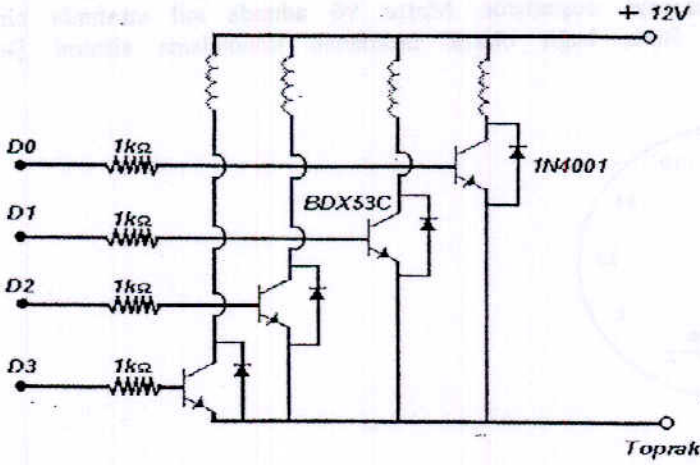 + 12V
D0
1kΩ
1N4001
D1
1kΩ
BDX53C
D2
1kΩ
D3
1kΩ
Toprak